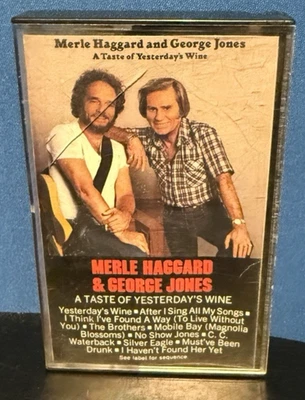 Merle Haggard and George Jones
A Taste of Yesterday's Wine
MERLE HAGGARD
& GEORGE JONES
A TASTE OF YESTERDAY'S WINE
Yesterday's Wine • After I Sing All My Songs •
I Think I've Found A Way (To Live Without
You) • The Brothers • Mobile Bay (Magnolia
Blossoms) • No Show Jones • C. C.
Waterback • Silver Eagle • Must've Been
Drunk • I Haven't Found Her Yet
See label for sequence